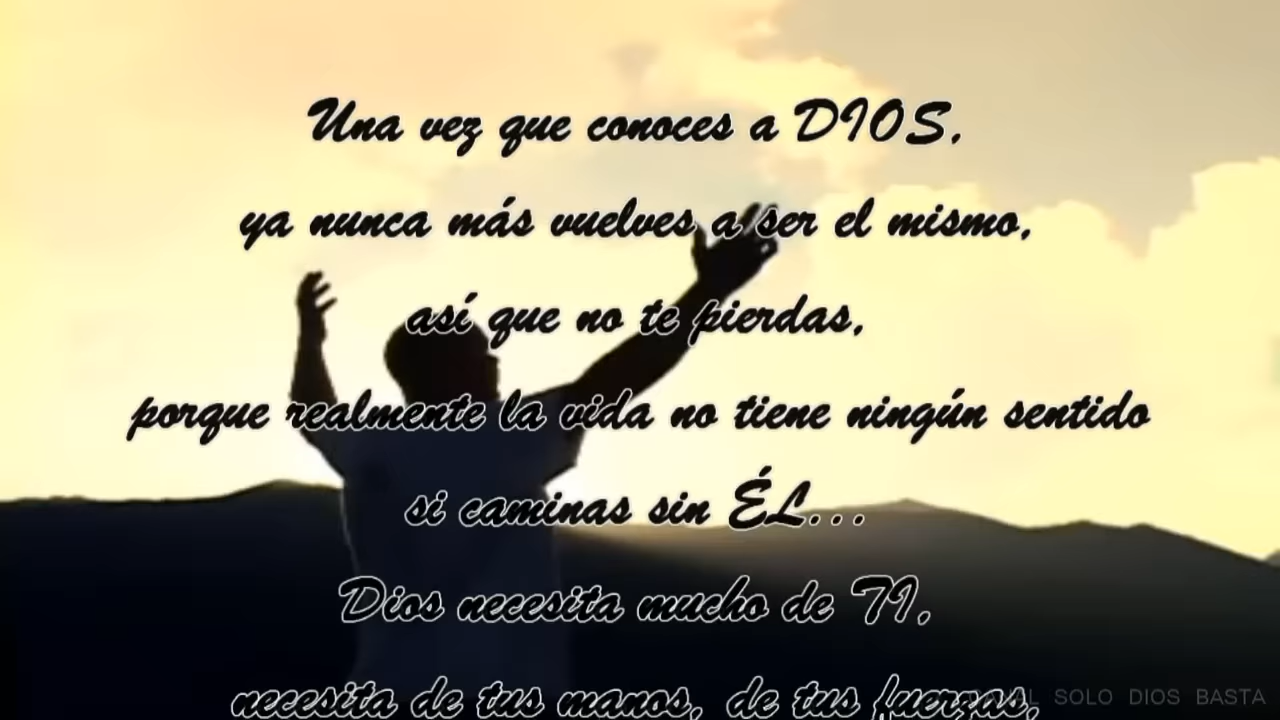 Una vez que conoces a DIOS,
ya nunca más vuelves a ser el mismo,
así que no te pierdas,
porque realmente la vida no tiene ningún sentido
si caminas sin ÉL...
Dios necesita mucho de TI,
necesita de tus manos, de tus fuerzas,
CANAL SOLO DIOS BASTA